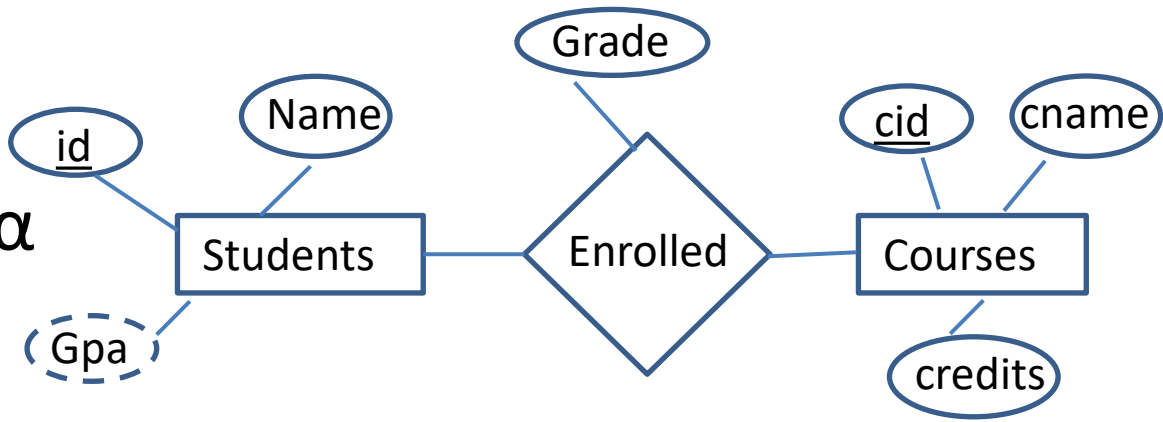 Grade
Name
cid
cname
id
α
Students
Enrolled
Courses
Gpa
credits